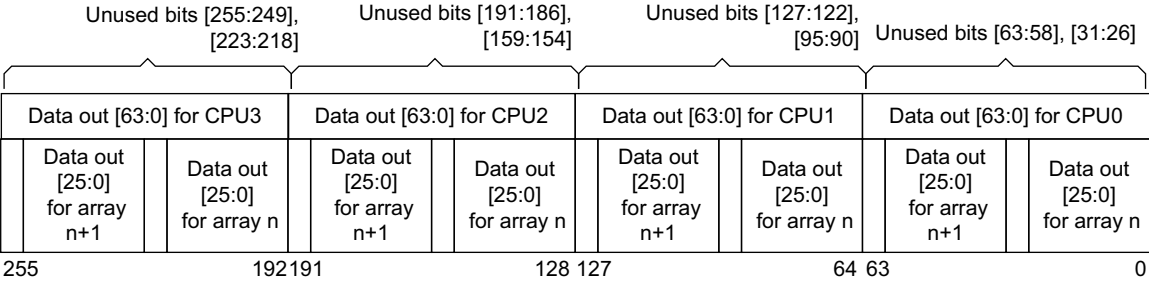 Unused bits [255:249],
[223:218]
Unused bits [191:186],
[159:154]
Unused bits [127:122],
[95:90]
Unused bits [63:58], [31:26]
Data out [63:0] for CPU3
Data out [63:0] for CPU2
Data out [63:0] for CPU1
Data out [63:0] for CPU0
Data out
[25:0]
for array
n+1
Data out
[25:0]
for array n
Data out
[25:0]
for array
n+1
Data out
[25:0]
for array n
Data out
[25:0]
for array
n+1
Data out
[25:0]
for array n
Data out
[25:0]
for array
n+1
Data out
[25:0]
for array n
255 192 191 128 127 64 63 0